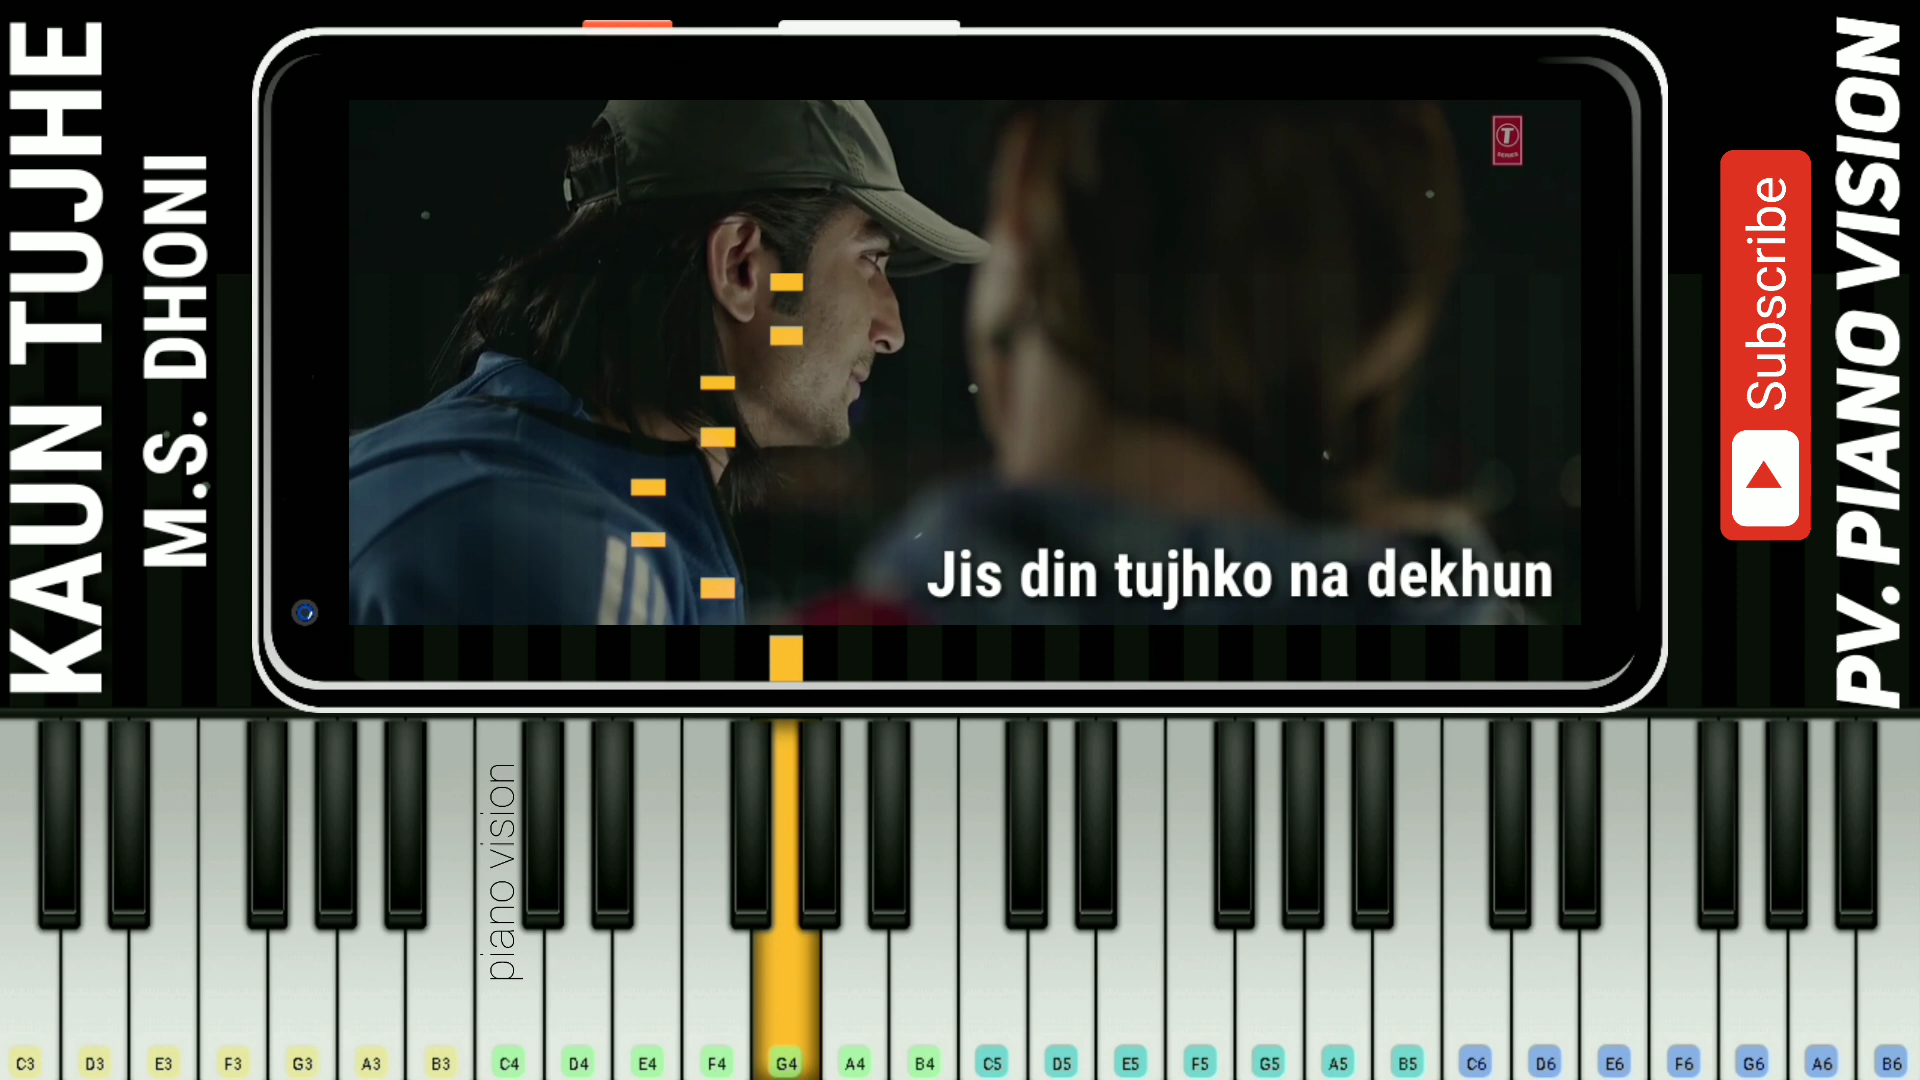 KAUN TUJHE
M.S. DHONI
T
SERIES
Jis din tujhko na dekhun
Subscribe
PV. PIANO VISION
piano vision
C3 D3 E3 F3 G3 A3 B3 C4 D4 E4 F4 G4 A4 B4 C5 D5 E5 F5 G5 A5 B5 C6 D6 E6 F6 G6 A6 B6